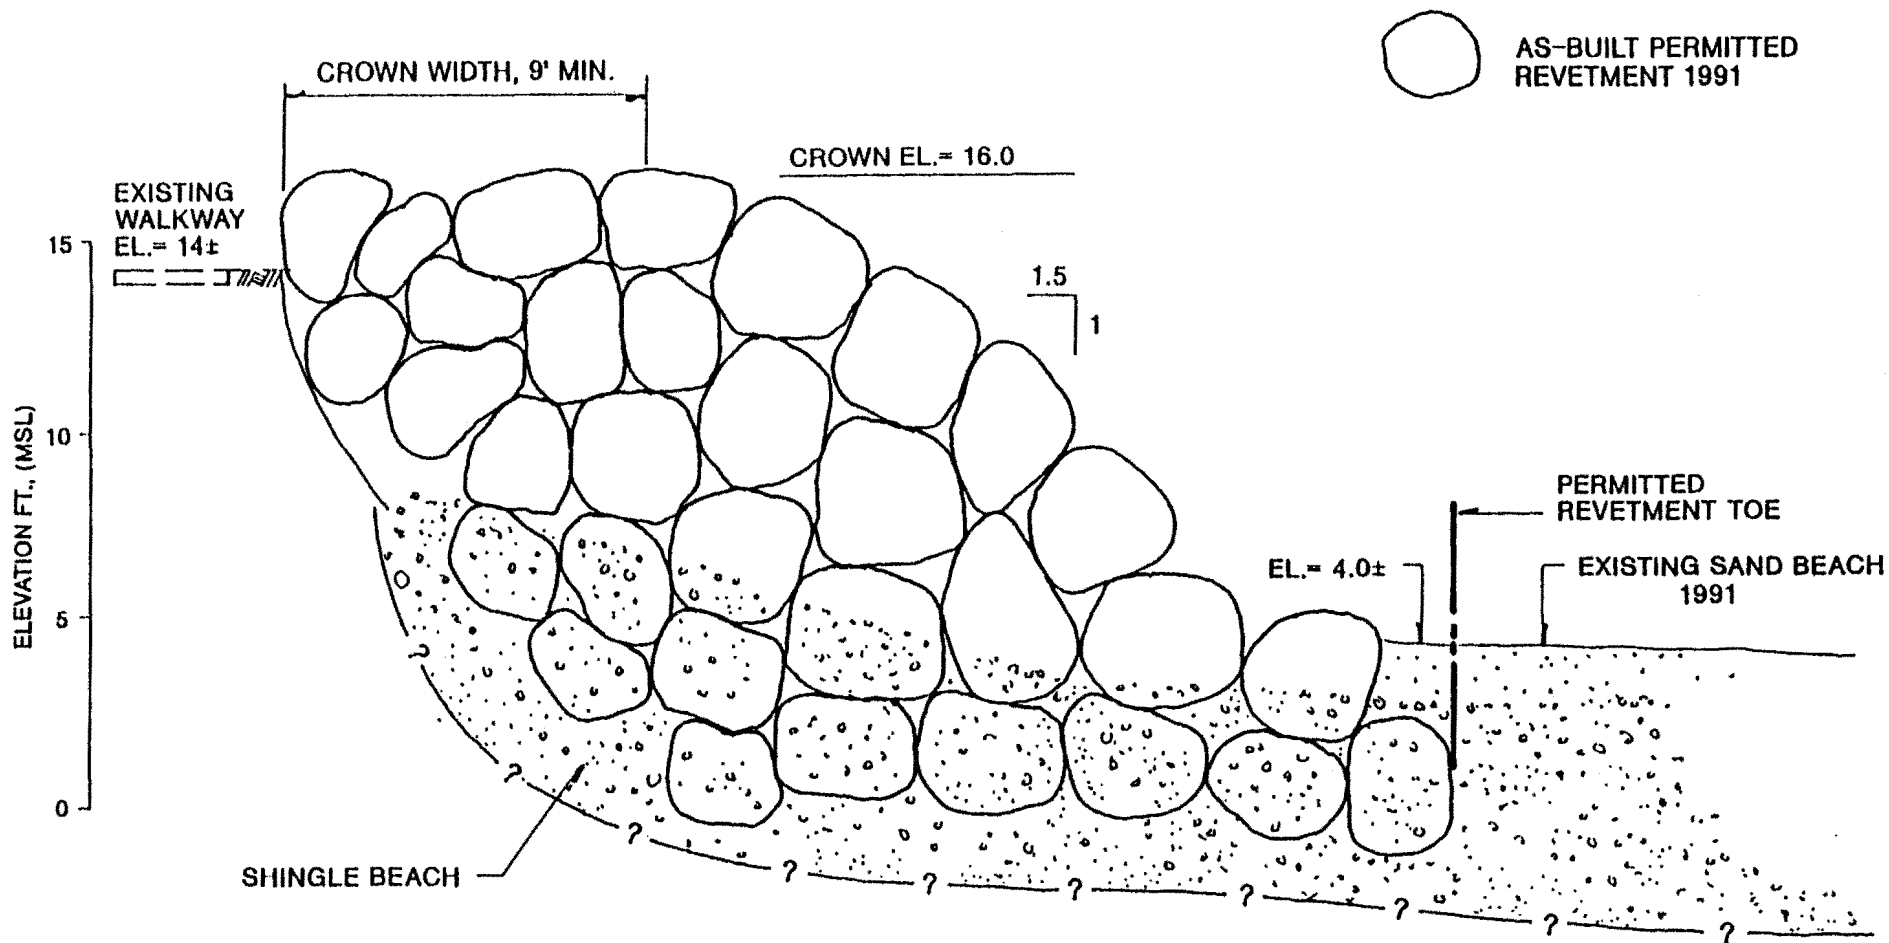 AS-BUILT PERMITTED
REVETMENT 1991
CROWN WIDTH, 9' MIN.
CROWN EL.= 16.0
EXISTING
WALKWAY
EL.= 14±
15
1.5
1
10
ELEVATION FT., (MSL)
PERMITTED
REVETMENT TOE
EL.= 4.0±
EXISTING SAND BEACH
1991
5
?
?
0
?
SHINGLE BEACH
?
?
?
?
?
?
?